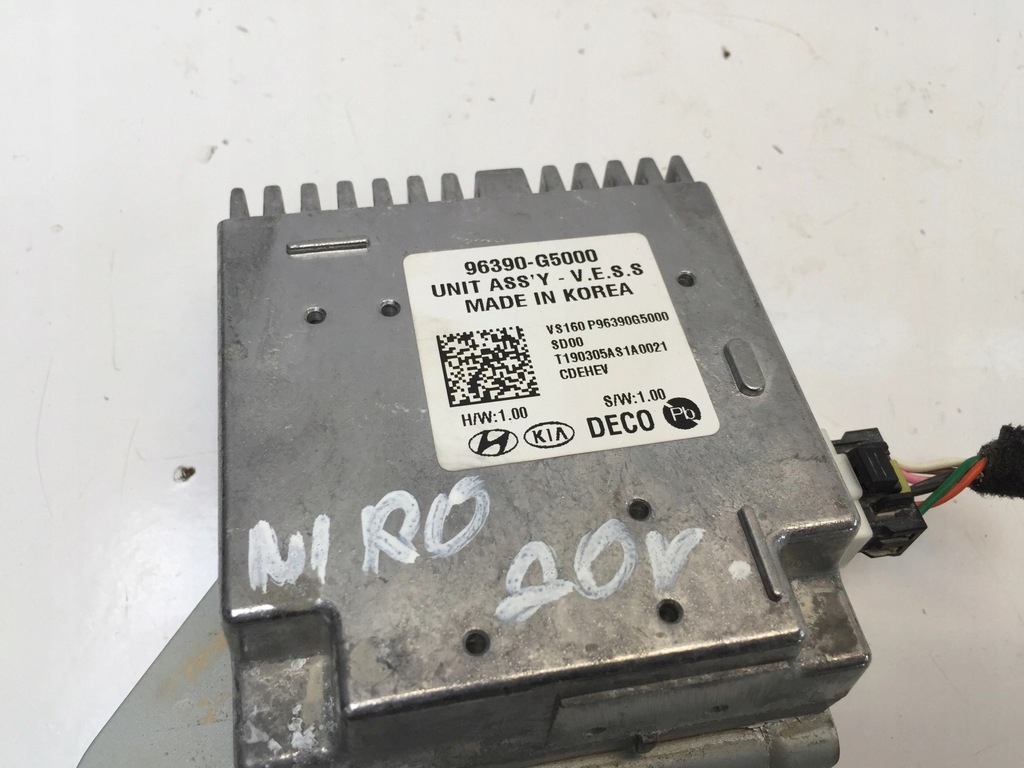 96390-G5000
UNIT ASS'Y - V.E.S.S
MADE IN KOREA
VS160 P96390G5000
SD00
T190305AS1A0021
CDEHEV
H/W:1.00 S/W:1.00
KIA DECO Pb
NIRO
20r.